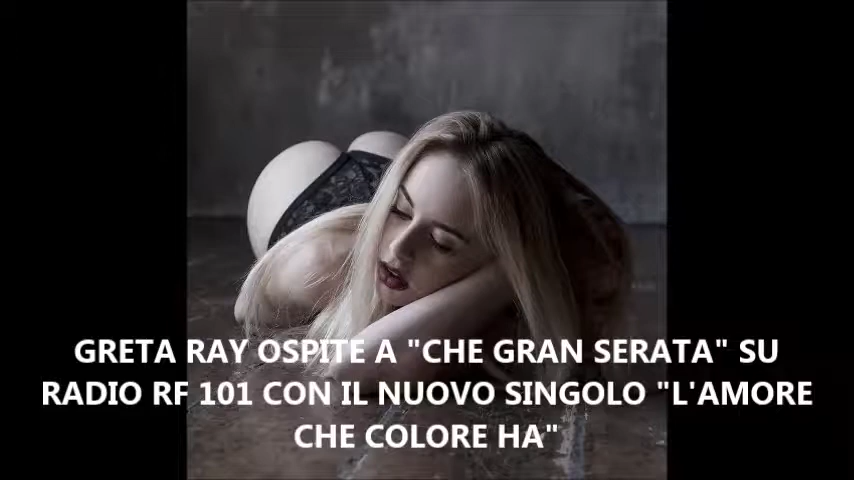 GRETA RAY OSPITE A "CHE GRAN SERATA" SU
RADIO RF 101 CON IL NUOVO SINGOLO "L'AMORE
CHE COLORE HA"